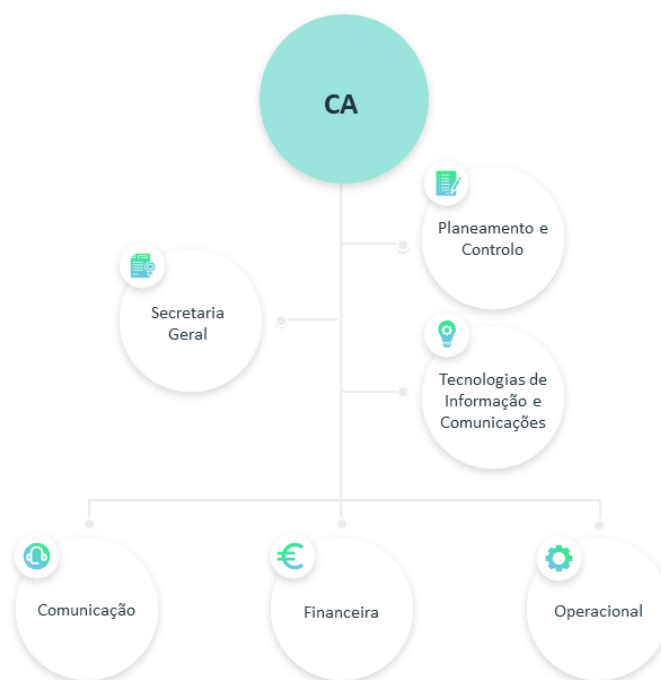 CA
Planeamento e
Controlo
Secretaria
Geral
Tecnologias de
Informação e
Comunicações
Comunicação
Financeira
Operacional